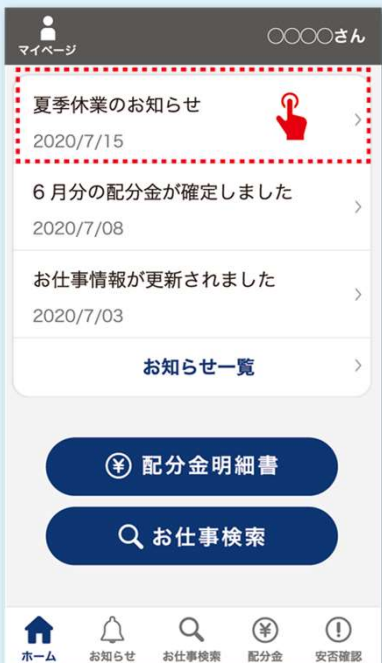 マイページ
○○○○さん
夏季休業のお知らせ
2020/7/15
6月分の配分金が確定しました
2020/7/08
お仕事情報が更新されました
2020/7/03
お知らせ一覧
配分金明細書
お仕事検索
ホーム お知らせ お仕事検索 配分金 安否確認